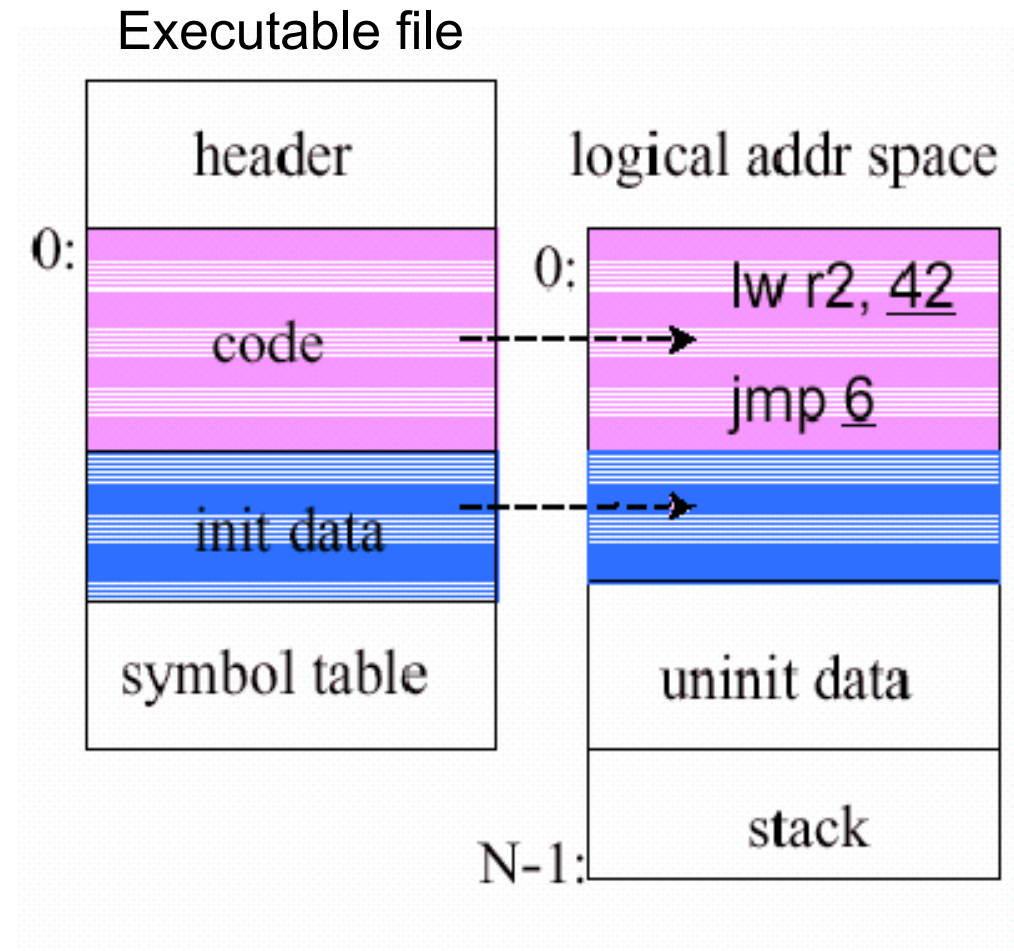 Executable file
header
0:
code
init data
symbol table
logical addr space
0:
lw r2, 42
jmp 6
uninit data
stack
N-1: